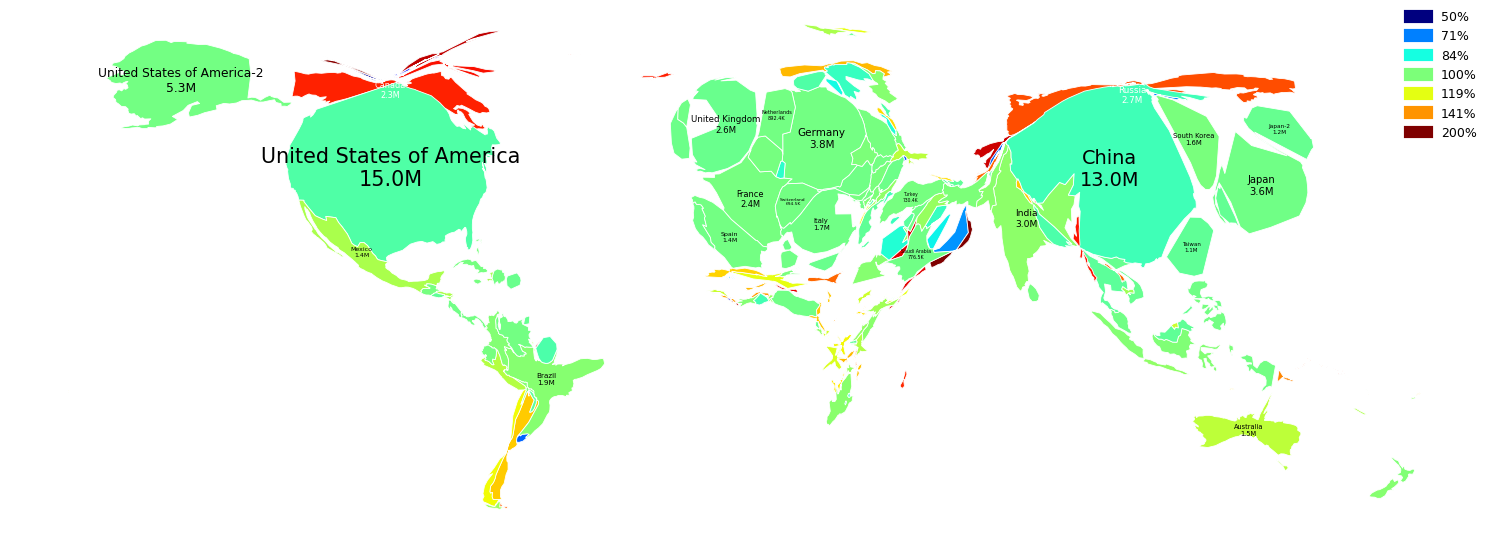 50%
71%
84%
100%
119%
141%
200%
United States of America-2
5.3M
Canada
2.3M
United States of America
15.0M
Mexico
1.4M
Brazil
1.9M
United Kingdom
2.6M
Netherlands
892.4K
Germany
3.8M
France
2.4M
Switzerland
Spain
1.4M
Italy
1.7M
Turkey
730.4K
Saudi Arabia
776.5K
Russia
2.7M
China
13.0M
India
3.0M
South Korea
1.6M
Japan-2
1.2M
Japan
3.6M
Taiwan
1.1M
Australia
1.5M